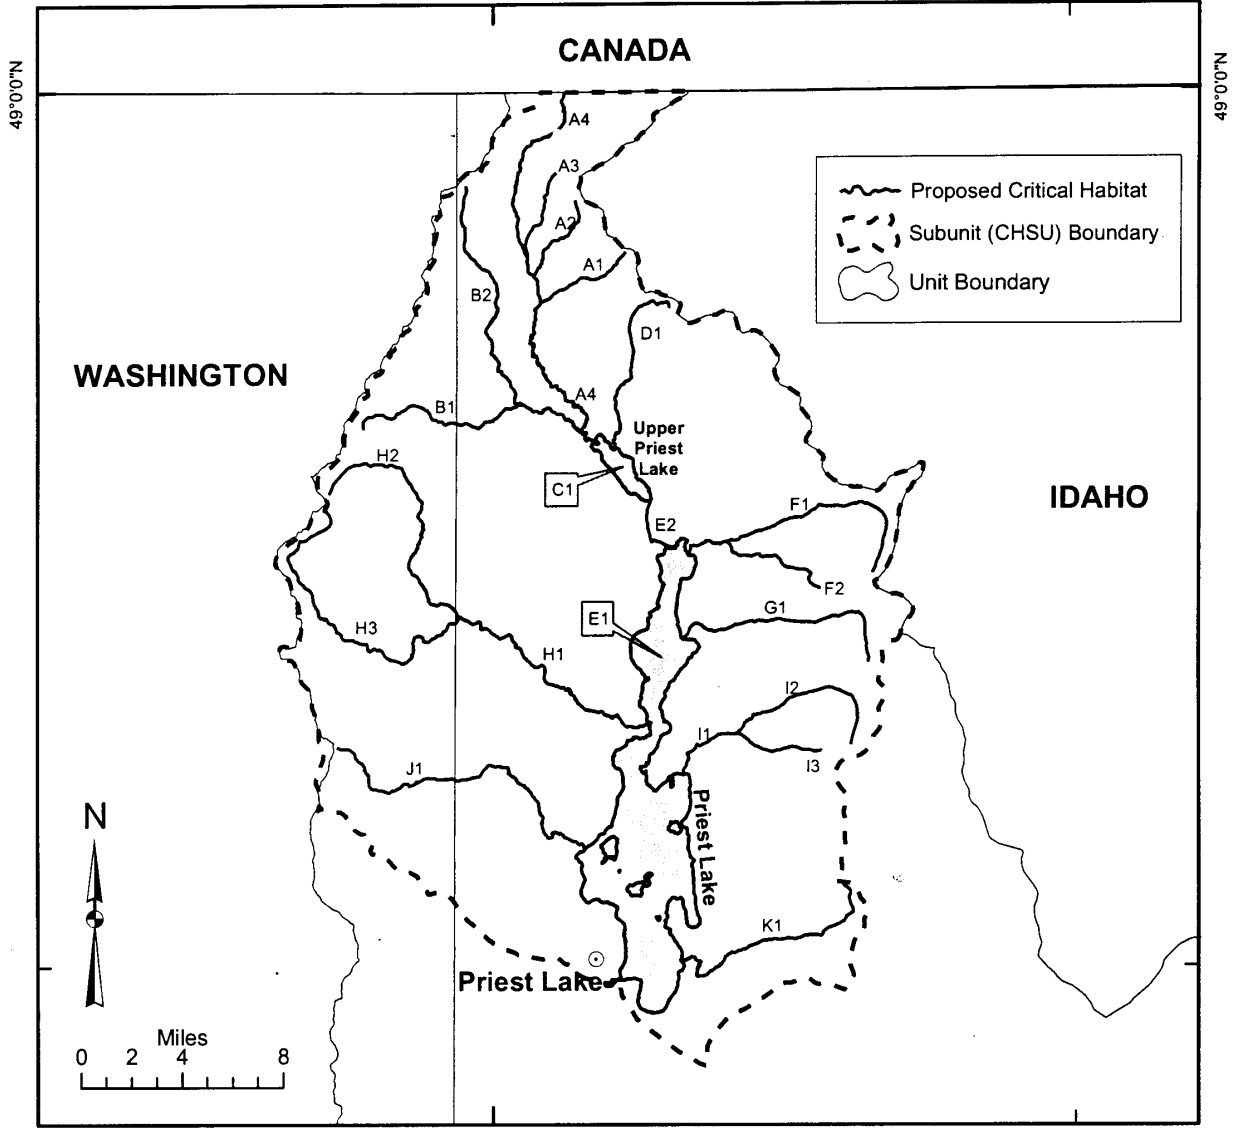 CANADA
49°0'0"N
49°0'0"N
A4
A3
Proposed Critical Habitat
A2
Subunit (CHSU) Boundary
A1
Unit Boundary
B2
D1
WASHINGTON
A4
B1
Upper
Priest
Lake
H2
C1
IDAHO
F1
E2
F2
G1
E1
H3
H1
I2
I1
I3
J1
Priest Lake
N
K1
Priest Lake
Miles
0 2 4 8